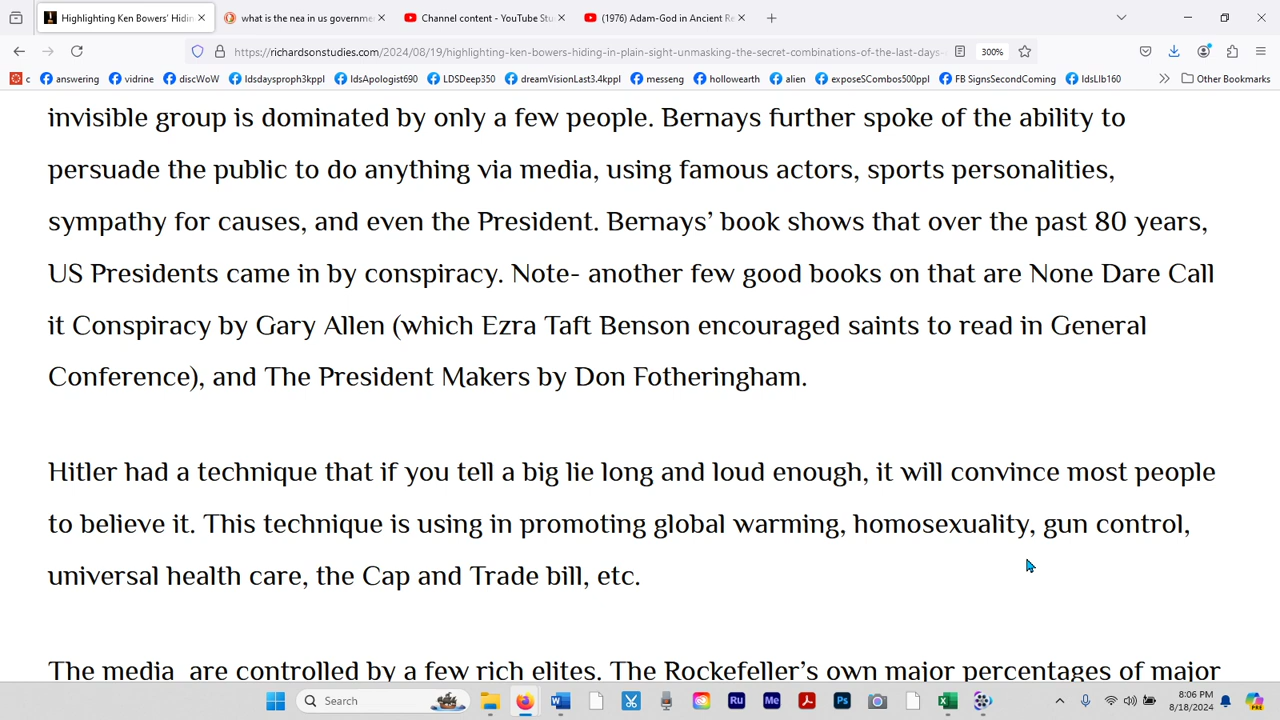 Highlighting Ken Bowers' Hidin
what is the nea in us governme
Channel content - YouTube Stu
(1976) Adam-God in Ancient Re
https://richardsonstudies.com/2024/08/19/highlighting-ken-bowers-hiding-in-plain-sight-unmasking-the-secret-combinations-of-the-last-days-
300%
c
answering
vidrine
discWoW
ldsdaysproph3kppl
ldsApologist690
LDSDeep350
dreamVisionLast3.4kppl
messeng
hollowearth
alien
exposeSCombos500ppl
FB SignsSecondComing
ldsLIb160
Other Bookmarks
invisible group is dominated by only a few people. Bernays further spoke of the ability to
persuade the public to do anything via media, using famous actors, sports personalities,
sympathy for causes, and even the President. Bernays' book shows that over the past 80 years,
US Presidents came in by conspiracy. Note- another few good books on that are None Dare Call
it Conspiracy by Gary Allen (which Ezra Taft Benson encouraged saints to read in General
Conference), and The President Makers by Don Fotheringham.
Hitler had a technique that if you tell a big lie long and loud enough, it will convince most people
to believe it. This technique is using in promoting global warming, homosexuality, gun control,
universal health care, the Cap and Trade bill, etc.
The media  are controlled by a few rich elites. The Rockefeller's own major percentages of major
Search
Ru
Me
Ps
8:06 PM
8/18/2024
PRE